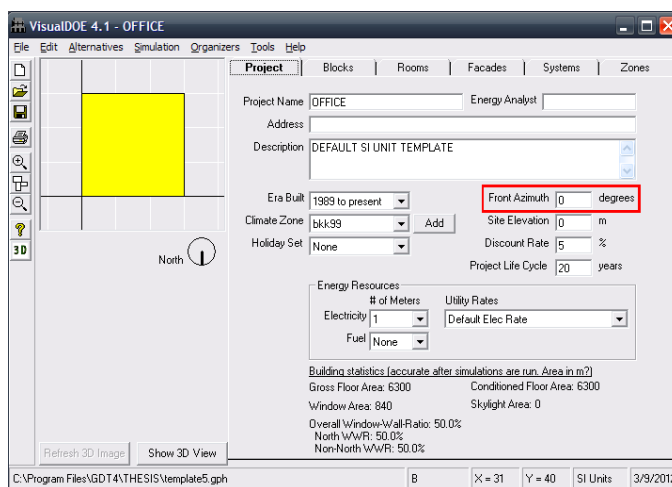 VisualDOE 4.1 - OFFICE
File Edit Alternatives Simulation Organizers Tools Help
Project Blocks Rooms Facades Systems Zones
Project Name OFFICE Energy Analyst
Address
Description DEFAULT SI UNIT TEMPLATE
Era Built 1989 to present Front Azimuth 0 degrees
Climate Zone bkk99 Add Site Elevation 0 m
Holiday Set None Discount Rate 5 %
Project Life Cycle 20 years
North
3D
Energy Resources
# of Meters Utility Rates
Electricity 1 Default Elec Rate
Fuel None
Building statistics (accurate after simulations are run. Area in m?)
Gross Floor Area: 6300 Conditioned Floor Area: 6300
Window Area: 840 Skylight Area: 0
Overall Window-Wall-Ratio: 50.0%
North WWR: 50.0%
Non-North WWR: 50.0%
Refresh 3D Image Show 3D View
C:\Program Files\GDT4\THESIS\template5.gph B X = 31 Y = 40 SI Units